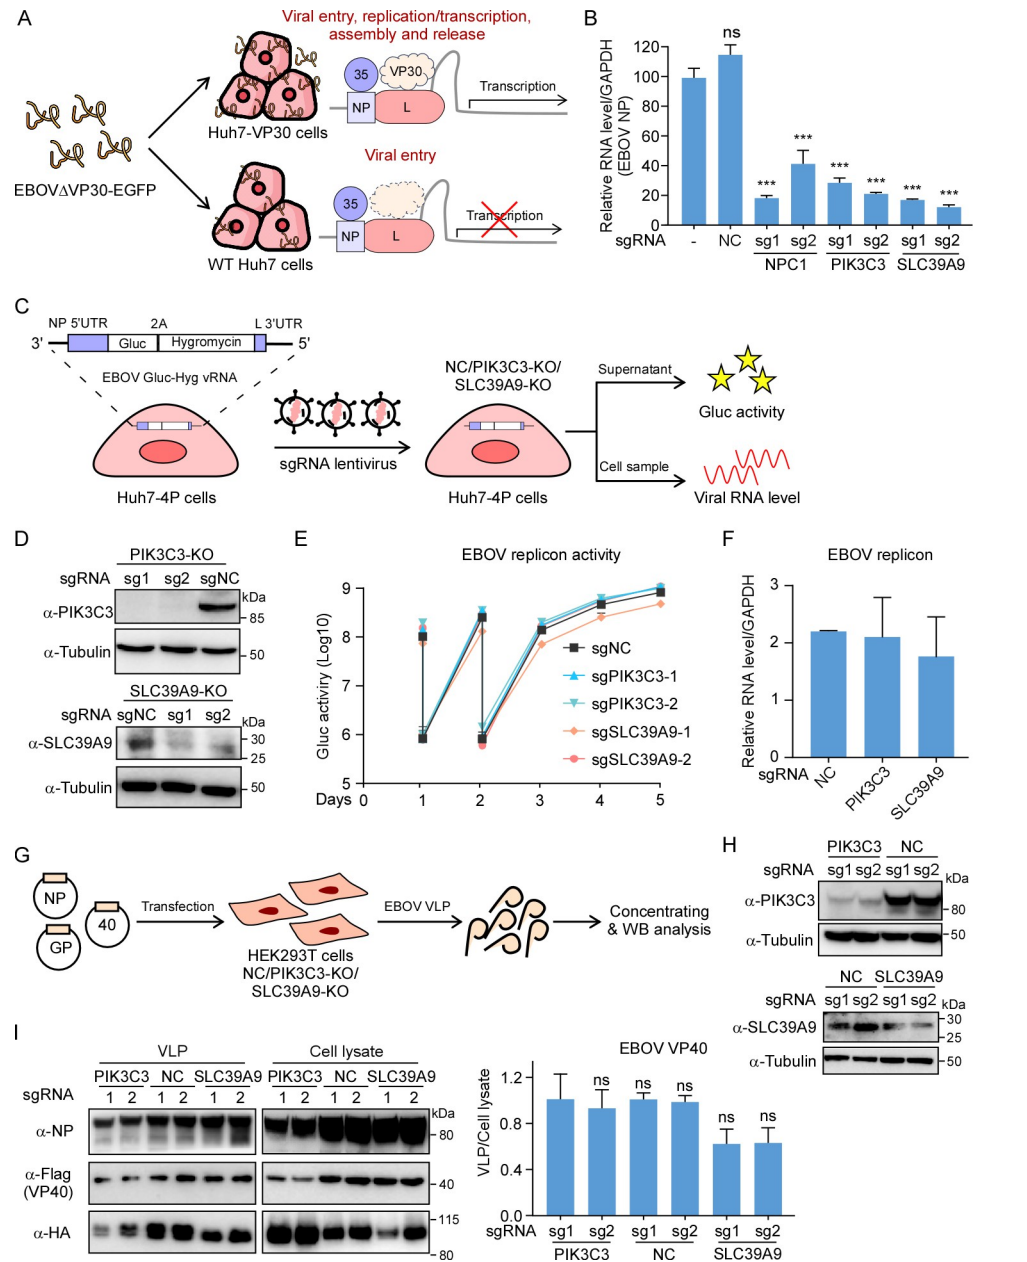 A
Viral entry, replication/transcription,
assembly and release
35
VP30
NP
L
Transcription
Huh7-VP30 cells
EBOVΔVP30-EGFP
Viral entry
35
NP
L
Transcription
WT Huh7 cells
B
Relative RNA level/GAPDH
(EBOV NP)
120
100
80
60
40
20
0
ns
***
***
***
***
***
***
sgRNA
-
NC
sg1
sg2
sg1
sg2
sg1
sg2
NPC1
PIK3C3
SLC39A9
C
NP 5'UTR
2A
L 3'UTR
3'
Gluc
Hygromycin
5'
EBOV Gluc-Hyg vRNA
Huh7-4P cells
sgRNA lentivirus
NC/PIK3C3-KO/
SLC39A9-KO
Huh7-4P cells
Supernatant
Gluc activity
Cell sample
Viral RNA level
D
PIK3C3-KO
sgRNA sg1 sg2 sgNC
kDa
α-PIK3C3
85
α-Tubulin
50
SLC39A9-KO
sgRNA sgNC sg1 sg2
kDa
α-SLC39A9
30
25
α-Tubulin
50
E
EBOV replicon activity
Gluc activiry (Log10)
9
8
7
6
5
sgNC
sgPIK3C3-1
sgPIK3C3-2
sgSLC39A9-1
sgSLC39A9-2
Days 0 1 2 3 4 5
F
EBOV replicon
Relative RNA level/GAPDH
3
2
1
0
sgRNA
NC
PIK3C3
SLC39A9
G
NP
40
GP
Transfection
HEK293T cells
NC/PIK3C3-KO/
SLC39A9-KO
EBOV VLP
Concentrating
& WB analysis
H
PIK3C3 NC
sgRNA sg1 sg2 sg1 sg2
kDa
α-PIK3C3
80
α-Tubulin
50
NC SLC39A9
sgRNA sg1 sg2 sg1 sg2
kDa
α-SLC39A9
30
25
α-Tubulin
50
I
VLP
Cell lysate
PIK3C3 NC SLC39A9 PIK3C3 NC SLC39A9
sgRNA 1 2 1 2 1 2 1 2 1 2 1 2
kDa
α-NP
80
α-Flag
(VP40)
40
α-HA
115
80
EBOV VP40
VLP/Cell lysate
1.2
0.8
0.4
0.0
ns
ns
ns
ns
ns
sgRNA sg1 sg2 sg1 sg2 sg1 sg2
PIK3C3 NC SLC39A9